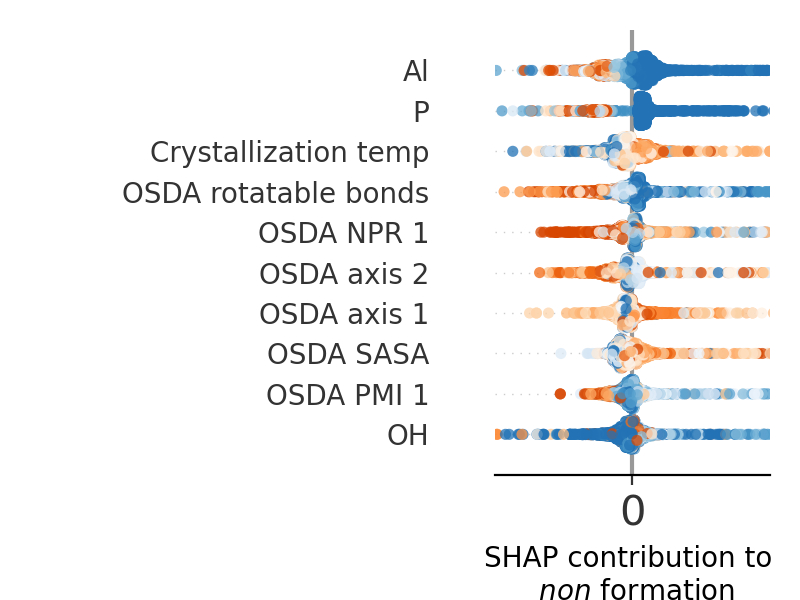 Al
P
Crystallization temp
OSDA rotatable bonds
OSDA NPR 1
OSDA axis 2
OSDA axis 1
OSDA SASA
OSDA PMI 1
OH
0
SHAP contribution to
non formation